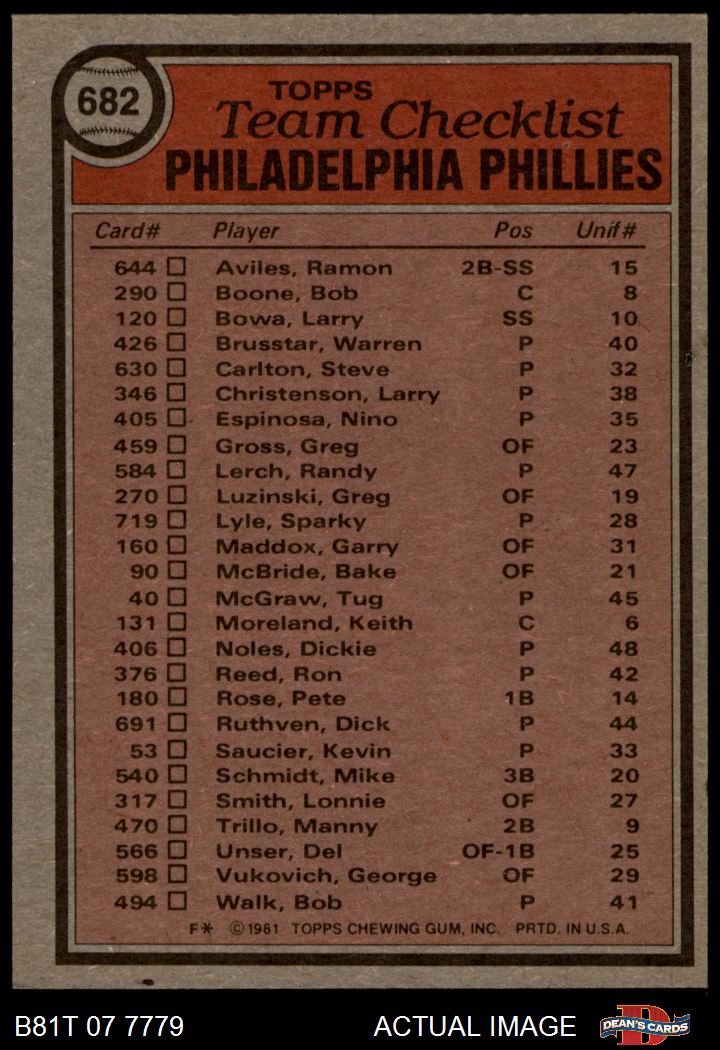 682
TOPPS
Team Checklist
PHILADELPHIA PHILLIES
Card# Player Pos Unif#
644 Aviles, Ramon 2B-SS 15
290 Boone, Bob C 8
120 Bowa, Larry SS 10
426 Brusstar, Warren P 40
630 Carlton, Steve P 32
346 Christenson, Larry P 38
405 Espinosa, Nino P 35
459 Gross, Greg OF 23
584 Lerch, Randy P 47
270 Luzinski, Greg OF 19
719 Lyle, Sparky P 28
160 Maddox, Garry OF 31
90 McBride, Bake OF 21
40 McGraw, Tug P 45
131 Moreland, Keith C 6
406 Noles, Dickie P 48
376 Reed, Ron P 42
180 Rose, Pete 1B 14
691 Ruthven, Dick P 44
53 Saucier, Kevin P 33
540 Schmidt, Mike 3B 20
317 Smith, Lonnie OF 27
470 Trillo, Manny 2B 9
566 Unser, Del OF-1B 25
598 Vukovich, George OF 29
494 Walk, Bob P 41
F* ©1981 TOPPS CHEWING GUM, INC. PRTD. IN U.S.A.
B81T 07 7779 ACTUAL IMAGE D DEAN'S CARDS